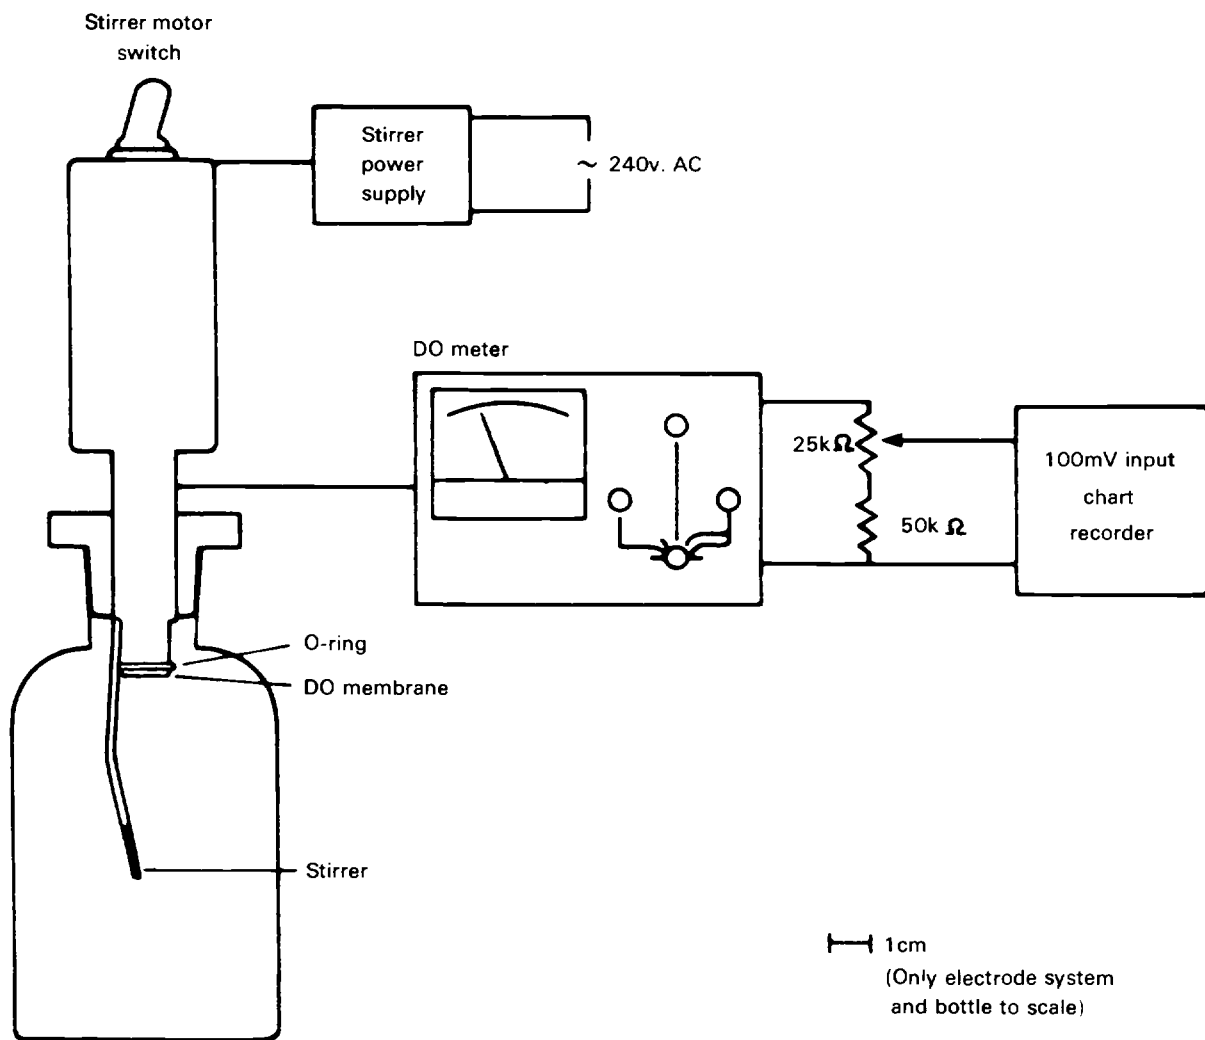 Stirrer motor
switch
Stirrer
power
supply
~ 240v. AC
DO meter
25k Ω
50k Ω
100mV input
chart
recorder
O-ring
DO membrane
Stirrer
1cm
(Only electrode system
and bottle to scale)